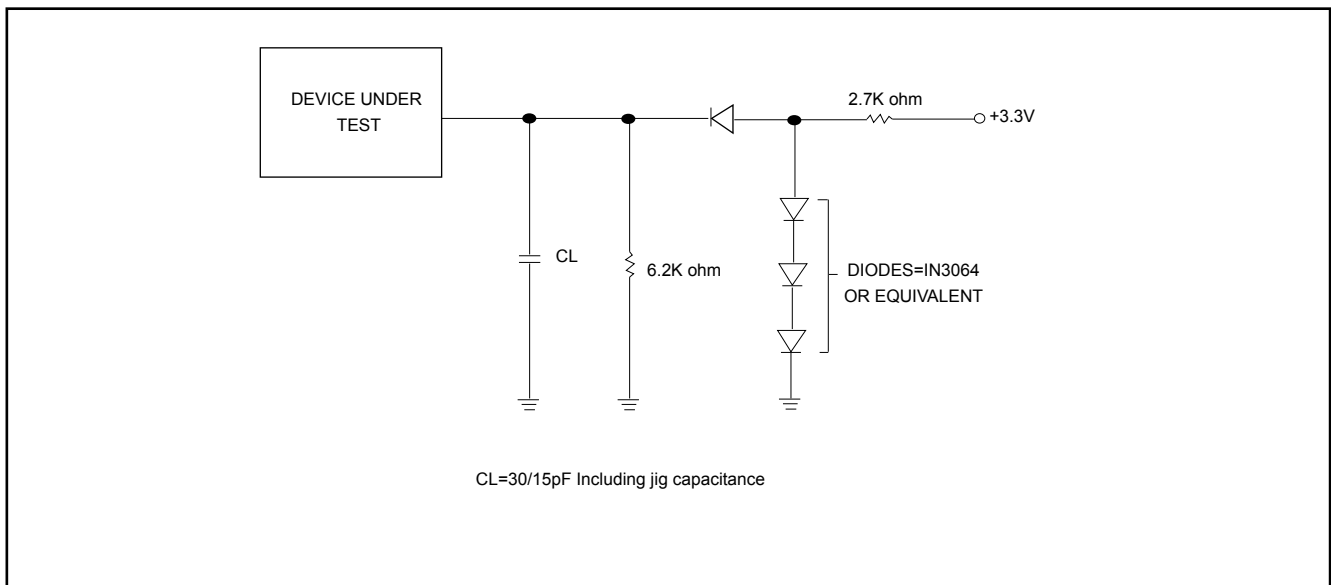 DEVICE UNDER
TEST
2.7K ohm
+3.3V
CL
6.2K ohm
DIODES=IN3064
OR EQUIVALENT
CL=30/15pF Including jig capacitance